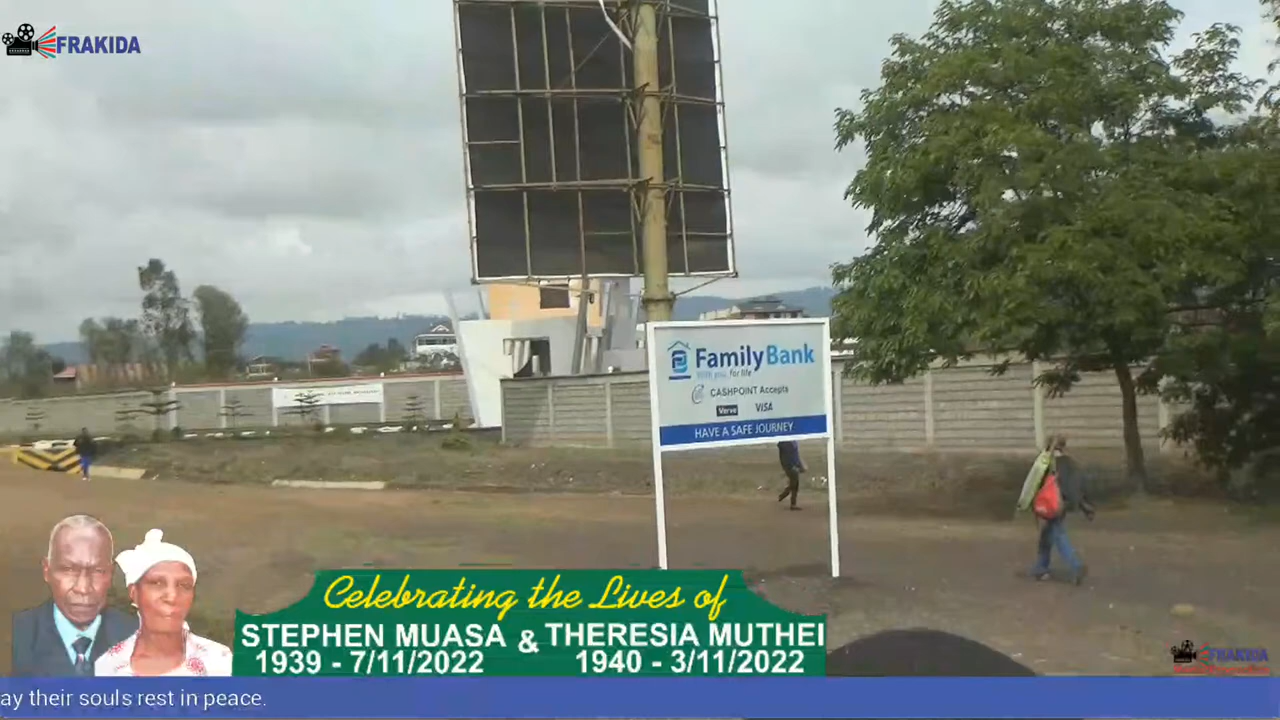 FRAKIDA
Family Bank
With you, for life
CASHPOINT Accepts
Verve VISA
HAVE A SAFE JOURNEY
Celebrating the Lives of
STEPHEN MUASA & THERESIA MUTHEI
1939 - 7/11/2022 1940 - 3/11/2022
FRAKIDA
ay their souls rest in peace.